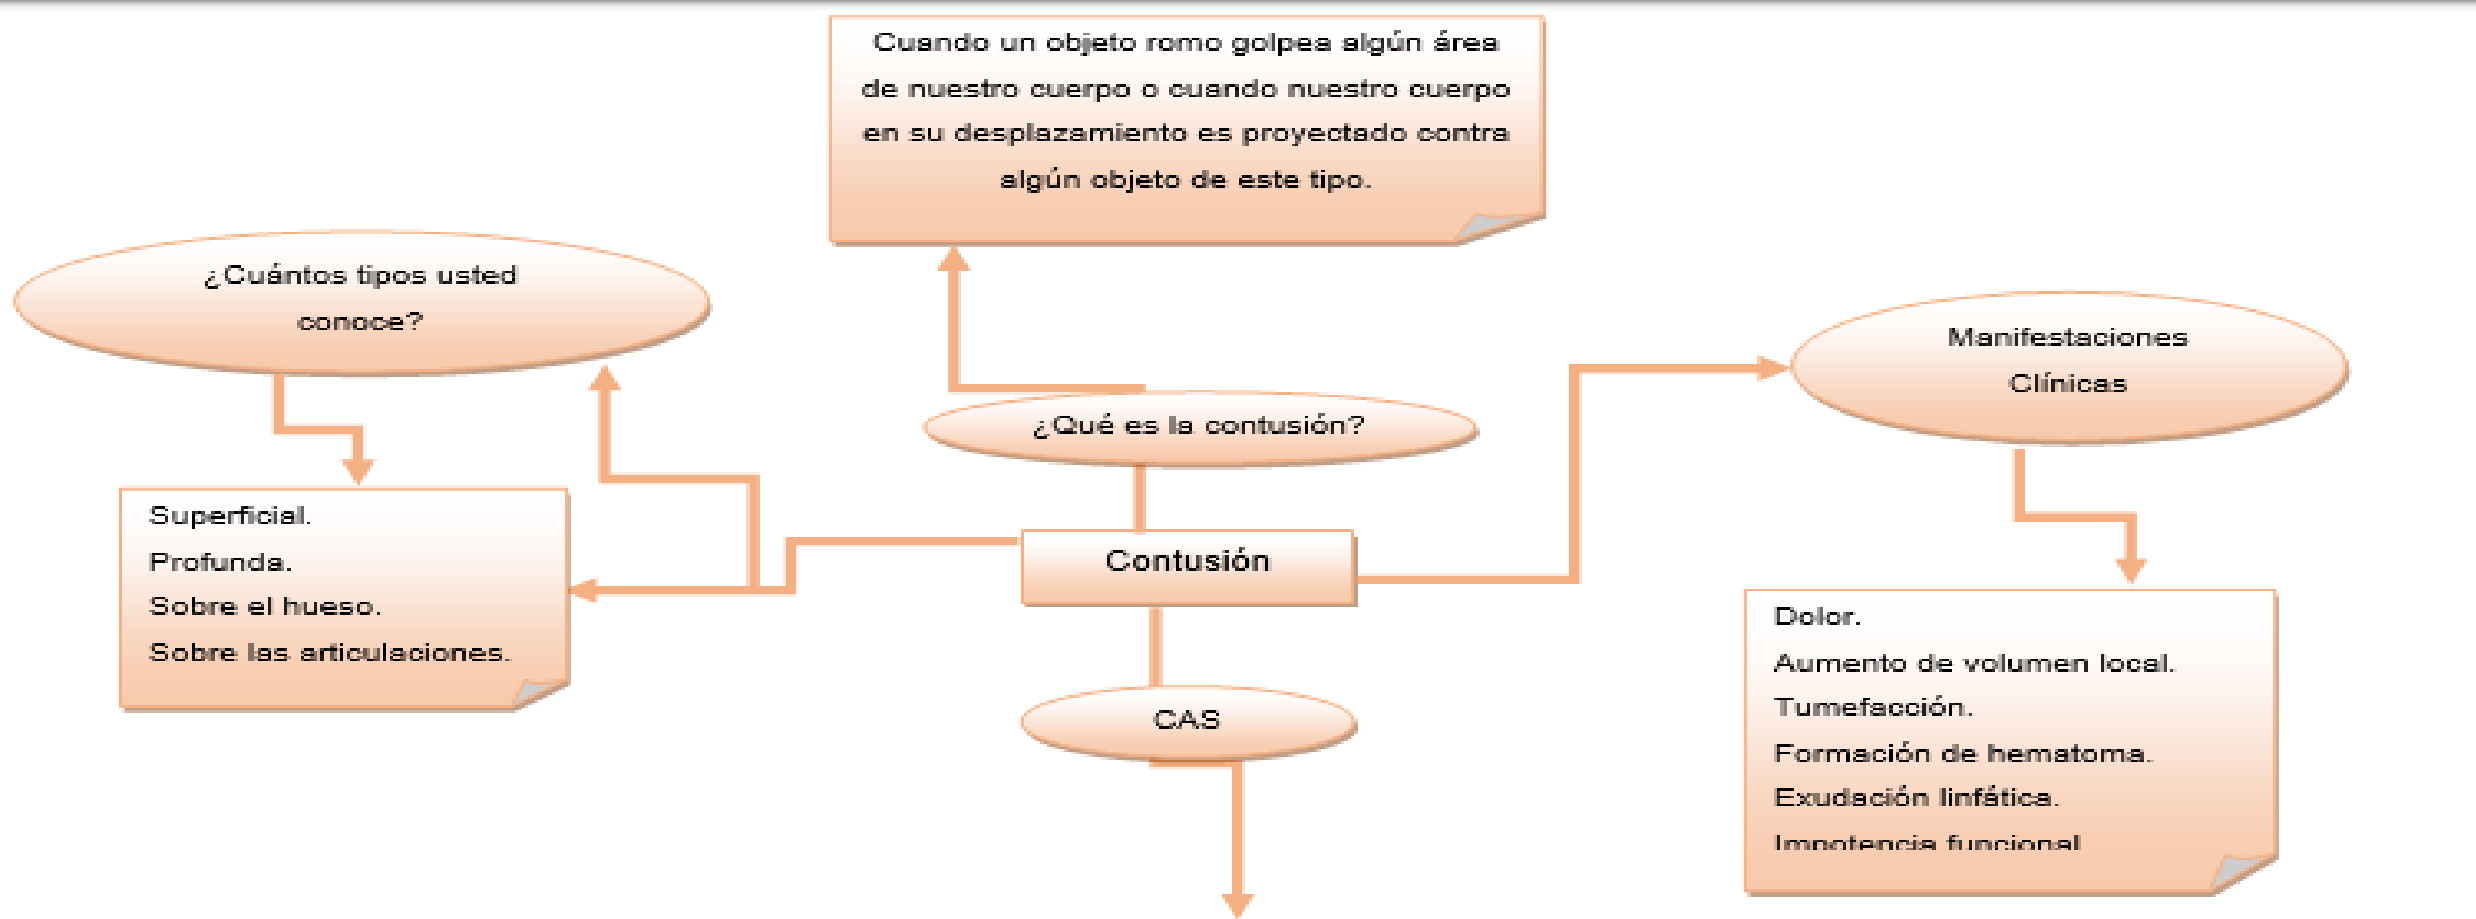 Cuando un objeto romo golpea algún área
de nuestro cuerpo o cuando nuestro cuerpo
en su desplazamiento es proyectado contra
algún objeto de este tipo.
¿Cuántos tipos usted
conoce?
Manifestaciones
Clínicas
¿Qué es la contusión?
Superficial.
Profunda.
Sobre el hueso.
Sobre las articulaciones.
Contusión
CAS
Dolor.
Aumento de volumen local.
Tumefacción.
Formación de hematoma.
Exudación linfática.
Impotencia funcional